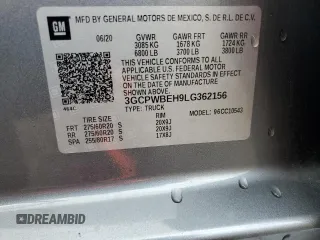 GM
MFD BY GENERAL MOTORS DE MEXICO, S. DE R.L. DE C.V.
06/20 GVWR GAWR FRT GAWR RR
3085 KG 1678 KG 1724 KG
6800 LB 3700 LB 3800 LB
THIS VEHICLE CONFORMS TO ALL APPLICABLE U.S. FEDERAL MOTOR
VEHICLE SAFETY STANDARDS IN EFFECT ON THE DATE OF
MANUFACTURE SHOWN ABOVE.
3GCPWBEH9LG362156
TYPE: TRUCK
TIRE SIZE RIM MODEL: 96CC10543
FRT 275/60R20 S 20X9J
RR 275/60R20 S 20X9J
SPA 255/80R17 S 17X8J
DREAMBID